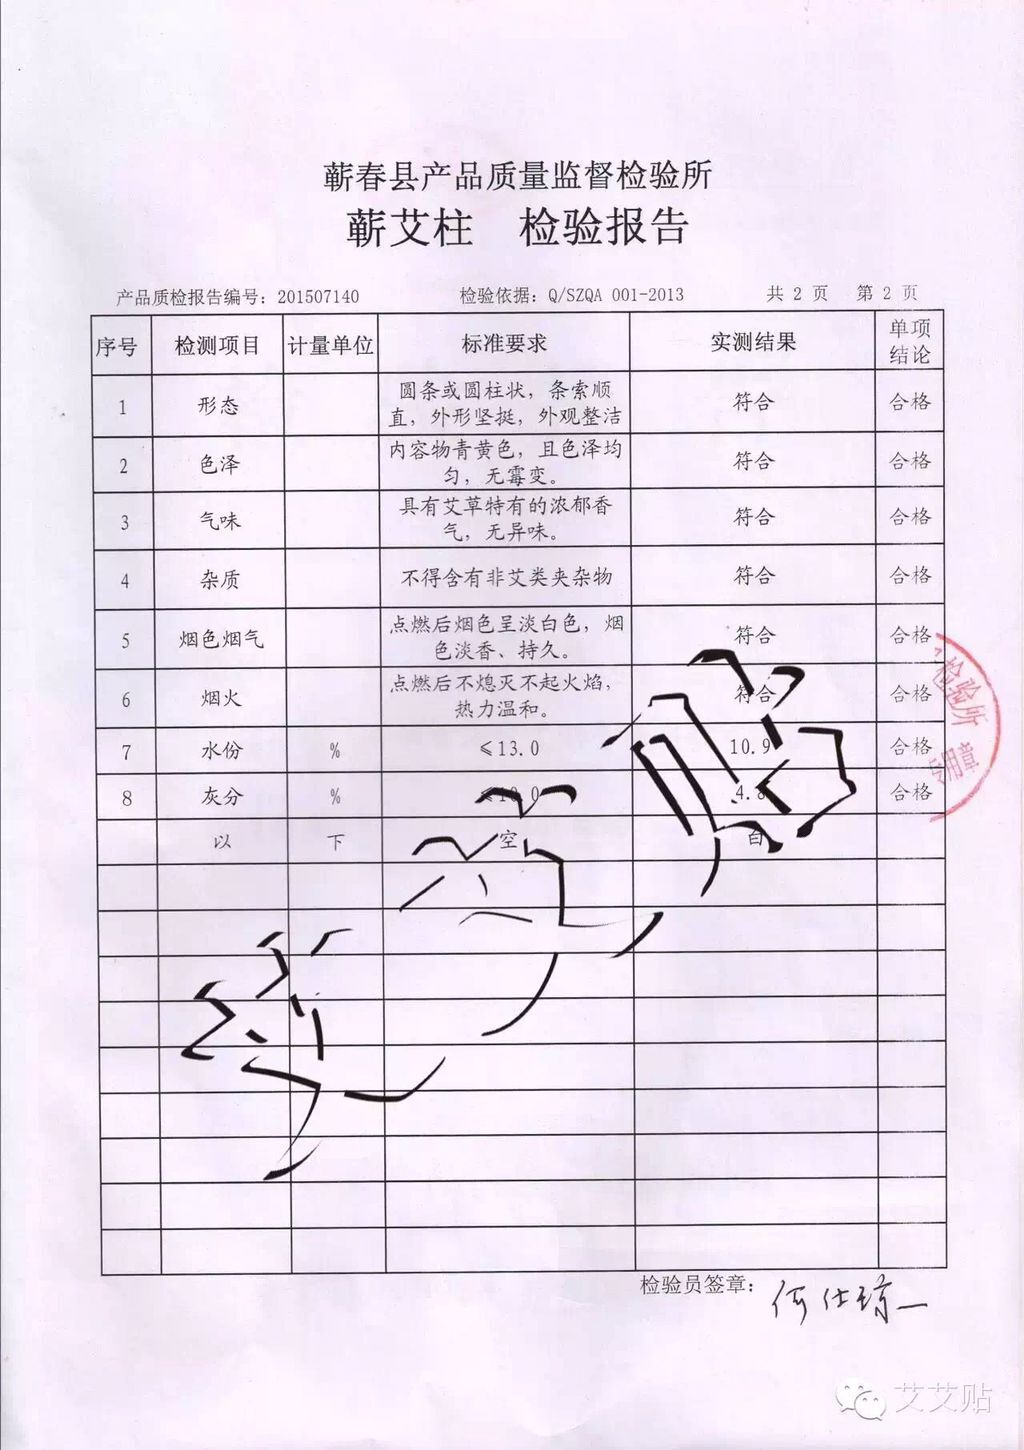 蕲春县产品质量监督检验所
蕲艾柱 检验报告
产品质检报告编号: 201507140 检验依据: Q/SZQA 001-2013 共 2 页 第 2 页
序号 检测项目 计量单位 标准要求 实测结果 单项结论
1 形态 圆条或圆柱状，条索顺直，外形坚挺，外观整洁 符合 合格
2 色泽 内容物青黄色，且色泽均匀，无霉变。 符合 合格
3 气味 具有艾草特有的浓郁香气，无异味。 符合 合格
4 杂质 不得含有非艾类夹杂物 符合 合格
5 烟色烟气 点燃后烟色呈淡白色，烟色淡香、持久。 符合 合格
6 烟火 点燃后不熄灭不起火焰，热力温和。 符合 合格
7 水份 % ≤13.0 10.9 合格
8 灰分 % 合格
以 下 空 白
检验所
专用章
检验员签章:
艾艾贴